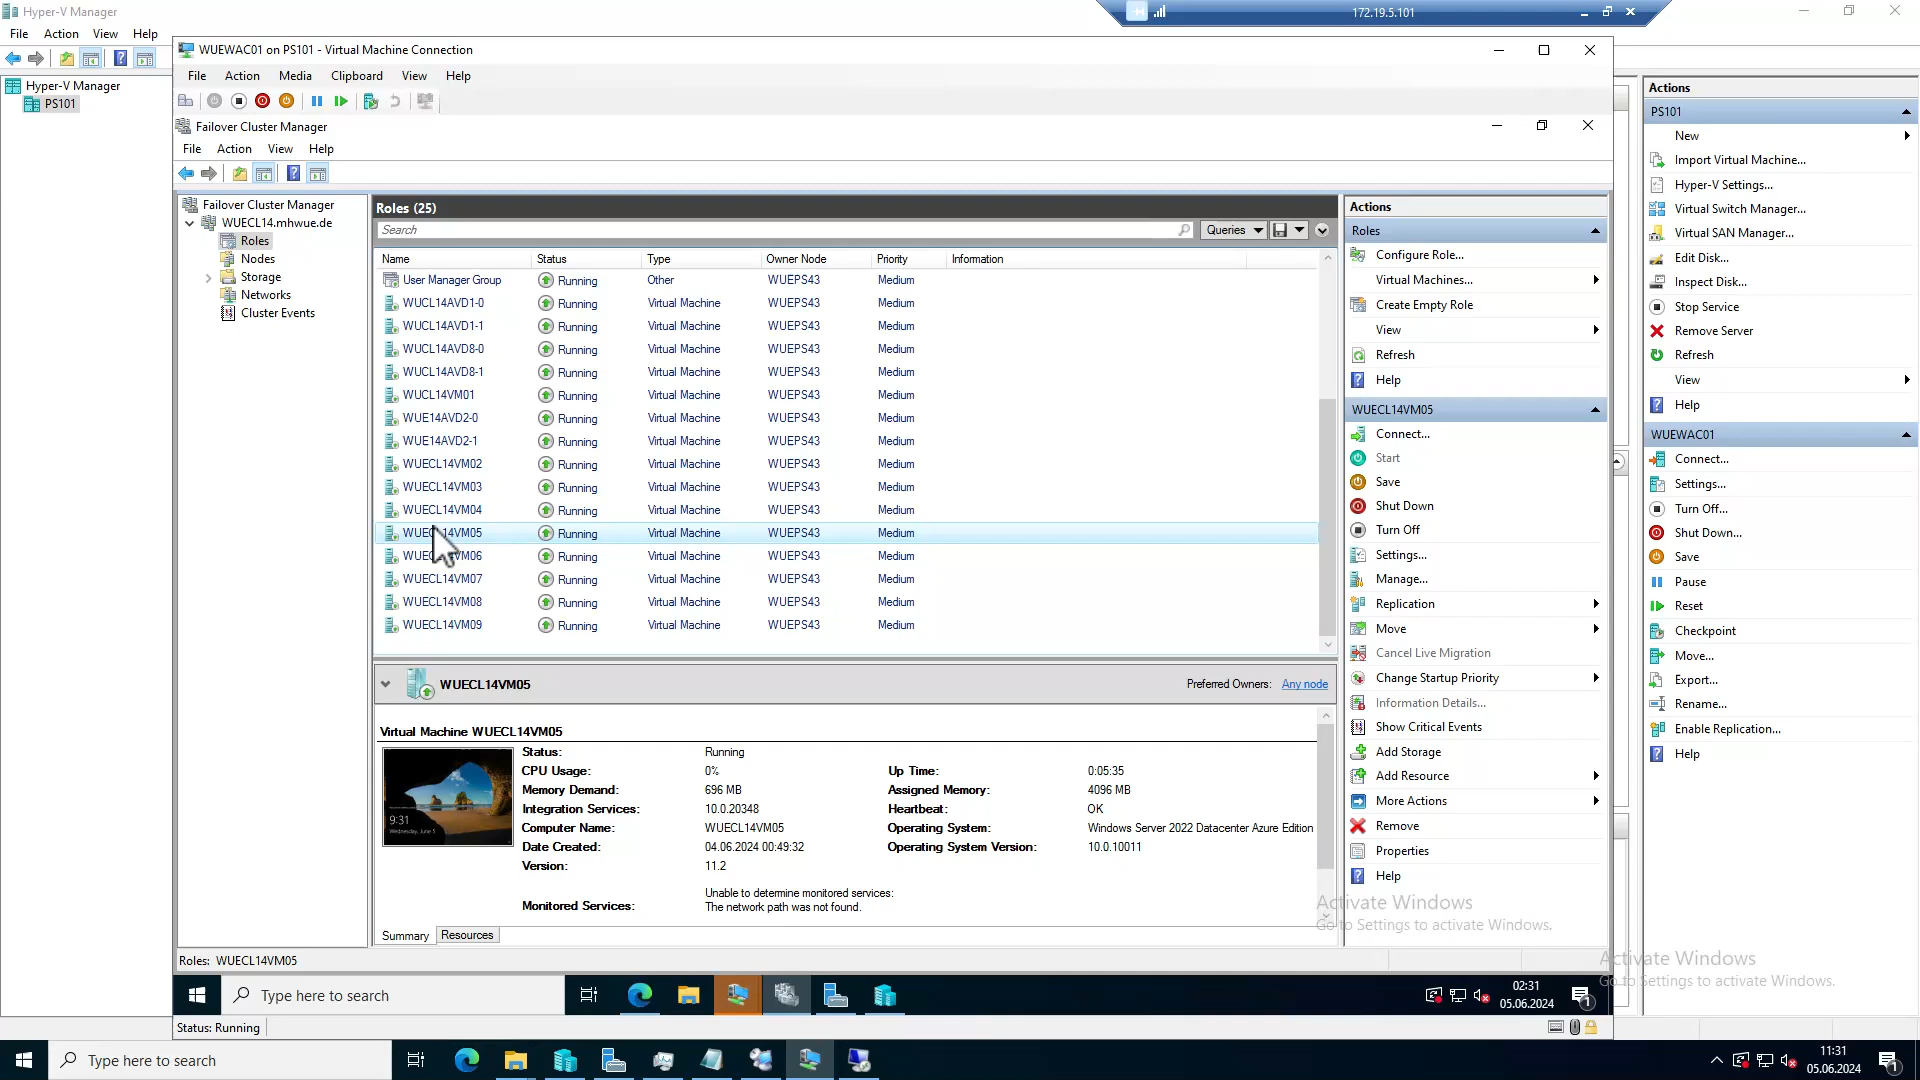 Hyper-V Manager
172.19.5.101
File Action View Help
Hyper-V Manager
PS101
WUEWAC01 on PS101 - Virtual Machine Connection
File Action Media Clipboard View Help
Failover Cluster Manager
File Action View Help
Failover Cluster Manager
WUECL14.mhwue.de
Roles
Nodes
Storage
Networks
Cluster Events
Roles (25)
Search
Queries
Name Status Type Owner Node Priority Information
User Manager Group Running Other WUEPS43 Medium
WUCL14AVD1-0 Running Virtual Machine WUEPS43 Medium
WUCL14AVD1-1 Running Virtual Machine WUEPS43 Medium
WUCL14AVD8-0 Running Virtual Machine WUEPS43 Medium
WUCL14AVD8-1 Running Virtual Machine WUEPS43 Medium
WUCL14VM01 Running Virtual Machine WUEPS43 Medium
WUE14AVD2-0 Running Virtual Machine WUEPS43 Medium
WUE14AVD2-1 Running Virtual Machine WUEPS43 Medium
WUECL14VM02 Running Virtual Machine WUEPS43 Medium
WUECL14VM03 Running Virtual Machine WUEPS43 Medium
WUECL14VM04 Running Virtual Machine WUEPS43 Medium
WUECL14VM05 Running Virtual Machine WUEPS43 Medium
WUECL14VM06 Running Virtual Machine WUEPS43 Medium
WUECL14VM07 Running Virtual Machine WUEPS43 Medium
WUECL14VM08 Running Virtual Machine WUEPS43 Medium
WUECL14VM09 Running Virtual Machine WUEPS43 Medium
WUECL14VM05
Preferred Owners: Any node
Virtual Machine WUECL14VM05
9:31
Wednesday, June 5
Status: Running
CPU Usage: 0% Up Time: 0:05:35
Memory Demand: 696 MB Assigned Memory: 4096 MB
Integration Services: 10.0.20348 Heartbeat: OK
Computer Name: WUECL14VM05 Operating System: Windows Server 2022 Datacenter Azure Edition
Date Created: 04.06.2024 00:49:32 Operating System Version: 10.0.10011
Version: 11.2
Monitored Services: Unable to determine monitored services:
The network path was not found.
Summary Resources
Roles: WUECL14VM05
Actions
Roles
Configure Role...
Virtual Machines...
Create Empty Role
View
Refresh
Help
WUECL14VM05
Connect...
Start
Save
Shut Down
Turn Off
Settings...
Manage...
Replication
Move
Cancel Live Migration
Change Startup Priority
Information Details...
Show Critical Events
Add Storage
Add Resource
More Actions
Remove
Properties
Help
Activate Windows
Go to Settings to activate Windows.
Type here to search
02:31
05.06.2024
1
Status: Running
Actions
PS101
New
Import Virtual Machine...
Hyper-V Settings...
Virtual Switch Manager...
Virtual SAN Manager...
Edit Disk...
Inspect Disk...
Stop Service
Remove Server
Refresh
View
Help
WUEWAC01
Connect...
Settings...
Turn Off...
Shut Down...
Save
Pause
Reset
Checkpoint
Move...
Export...
Rename...
Enable Replication...
Help
Activate Windows
Go to Settings to activate Windows.
Type here to search
11:31
05.06.2024
1